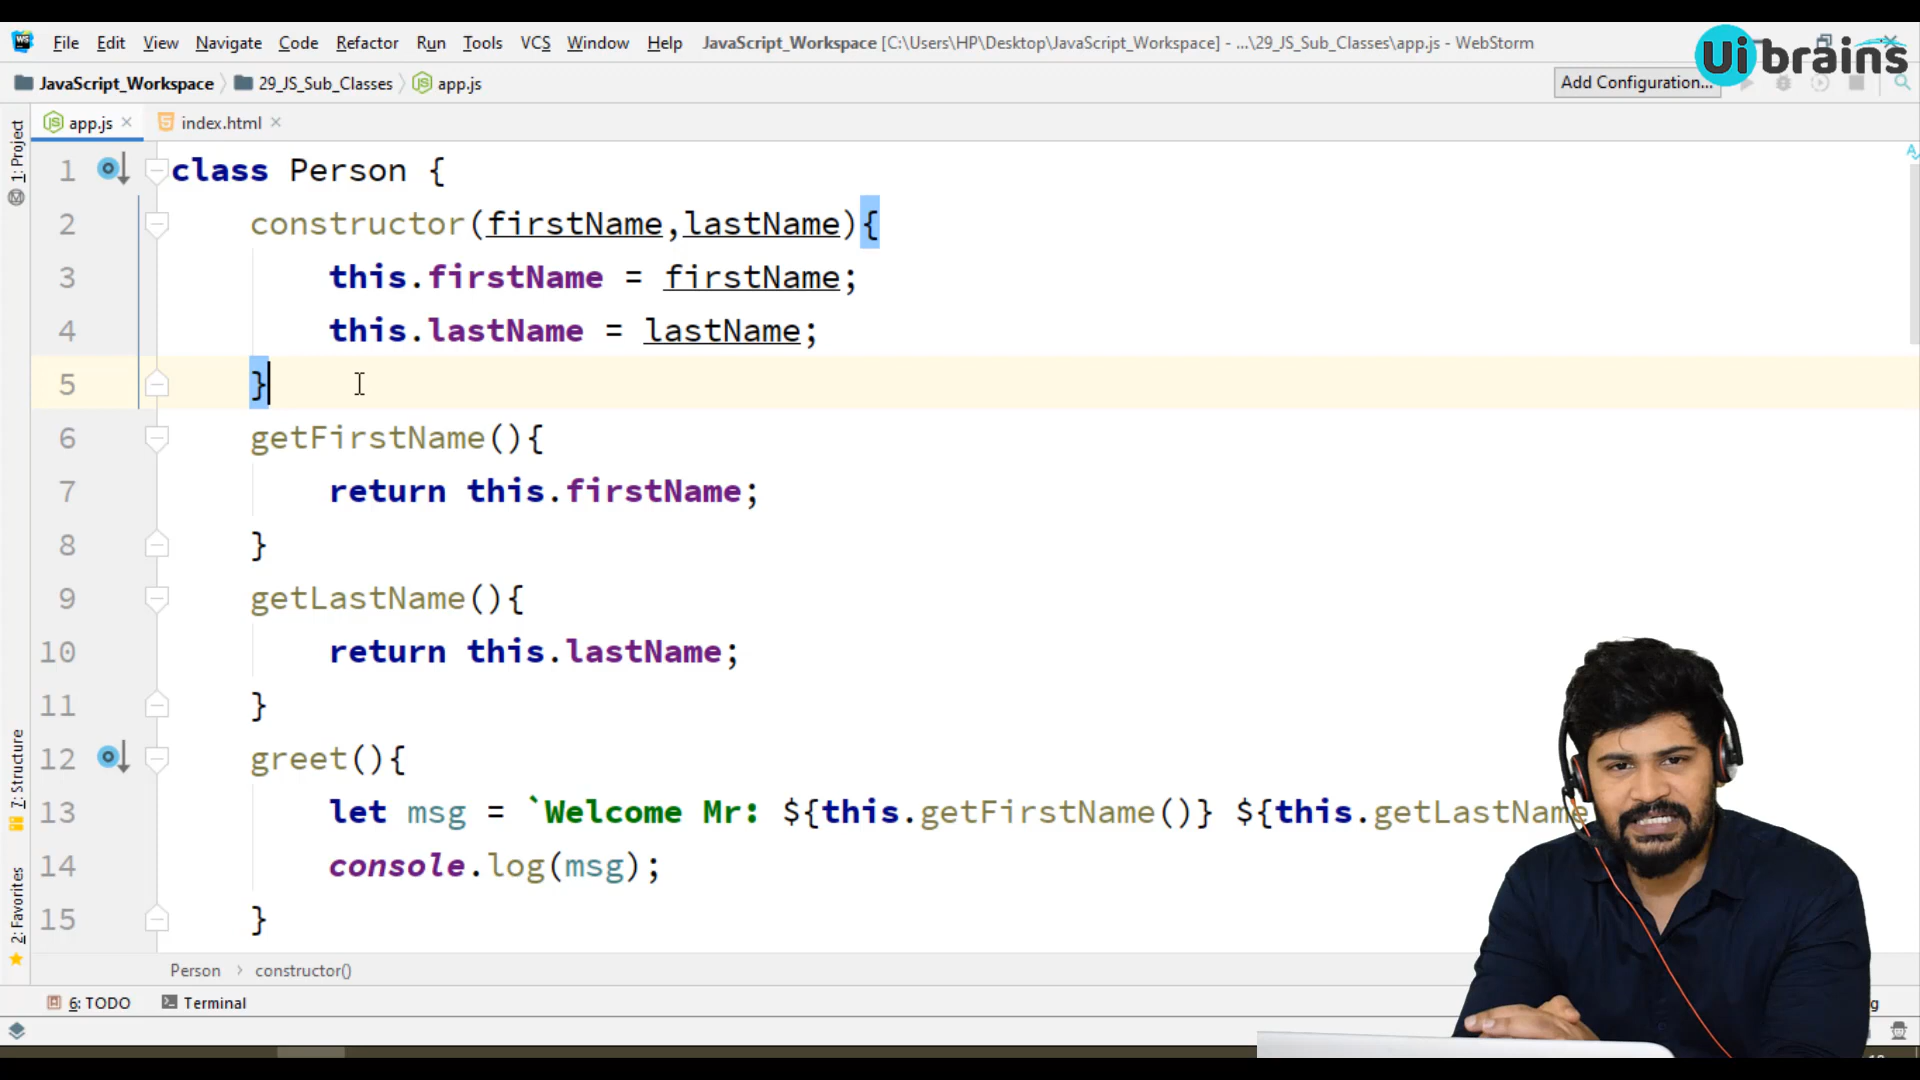 WS File Edit View Navigate Code Refactor Run Tools VCS Window Help JavaScript_Workspace [C:\Users\HP\Desktop\JavaScript_Workspace] - ...\29_JS_Sub_Classes\app.js - WebStorm
Ui brains
JavaScript_Workspace 29_JS_Sub_Classes app.js
Add Configuration...
app.js index.html
1: Project
7: Structure
2: Favorites
1 class Person {
2 constructor(firstName,lastName){
3 this.firstName = firstName;
4 this.lastName = lastName;
5 }
6 getFirstName(){
7 return this.firstName;
8 }
9 getLastName(){
10 return this.lastName;
11 }
12 greet(){
13 let msg = `Welcome Mr: ${this.getFirstName()} ${this.getLastName
14 console.log(msg);
15 }
Person > constructor()
6: TODO Terminal